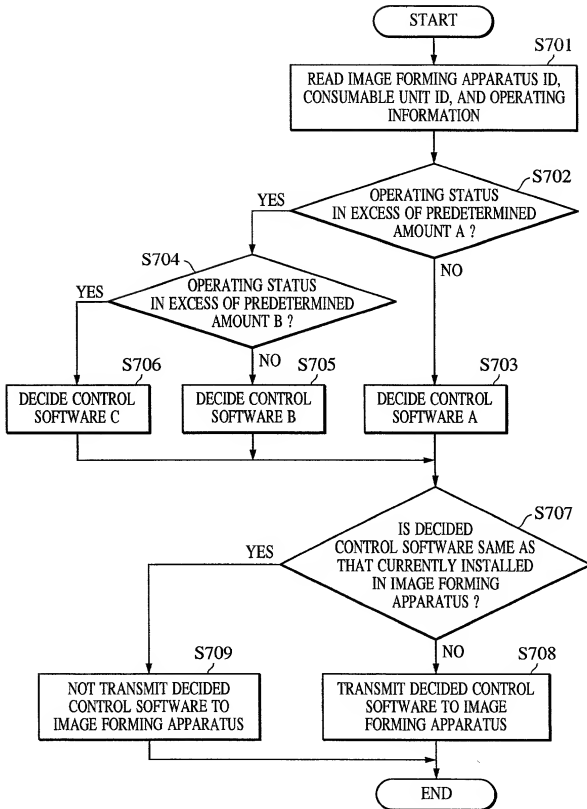 START
S701
READ IMAGE FORMING APPARATUS ID,
CONSUMABLE UNIT ID, AND OPERATING
INFORMATION
S702
OPERATING STATUS
IN EXCESS OF PREDETERMINED
AMOUNT A ?
YES
NO
S704
OPERATING STATUS
IN EXCESS OF PREDETERMINED
AMOUNT B ?
YES
NO
S706
DECIDE CONTROL
SOFTWARE C
S705
DECIDE CONTROL
SOFTWARE B
S703
DECIDE CONTROL
SOFTWARE A
S707
IS DECIDED
CONTROL SOFTWARE SAME AS
THAT CURRENTLY INSTALLED
IN IMAGE FORMING
APPARATUS ?
YES
NO
S709
NOT TRANSMIT DECIDED
CONTROL SOFTWARE TO
IMAGE FORMING APPARATUS
S708
TRANSMIT DECIDED CONTROL
SOFTWARE TO IMAGE
FORMING APPARATUS
END